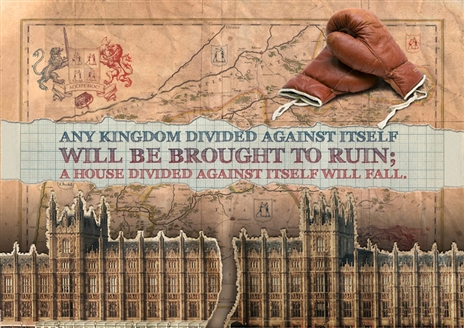 ANY KINGDOM DIVIDED AGAINST ITSELF
WILL BE BROUGHT TO RUIN;
A HOUSE DIVIDED AGAINST ITSELF WILL FALL.